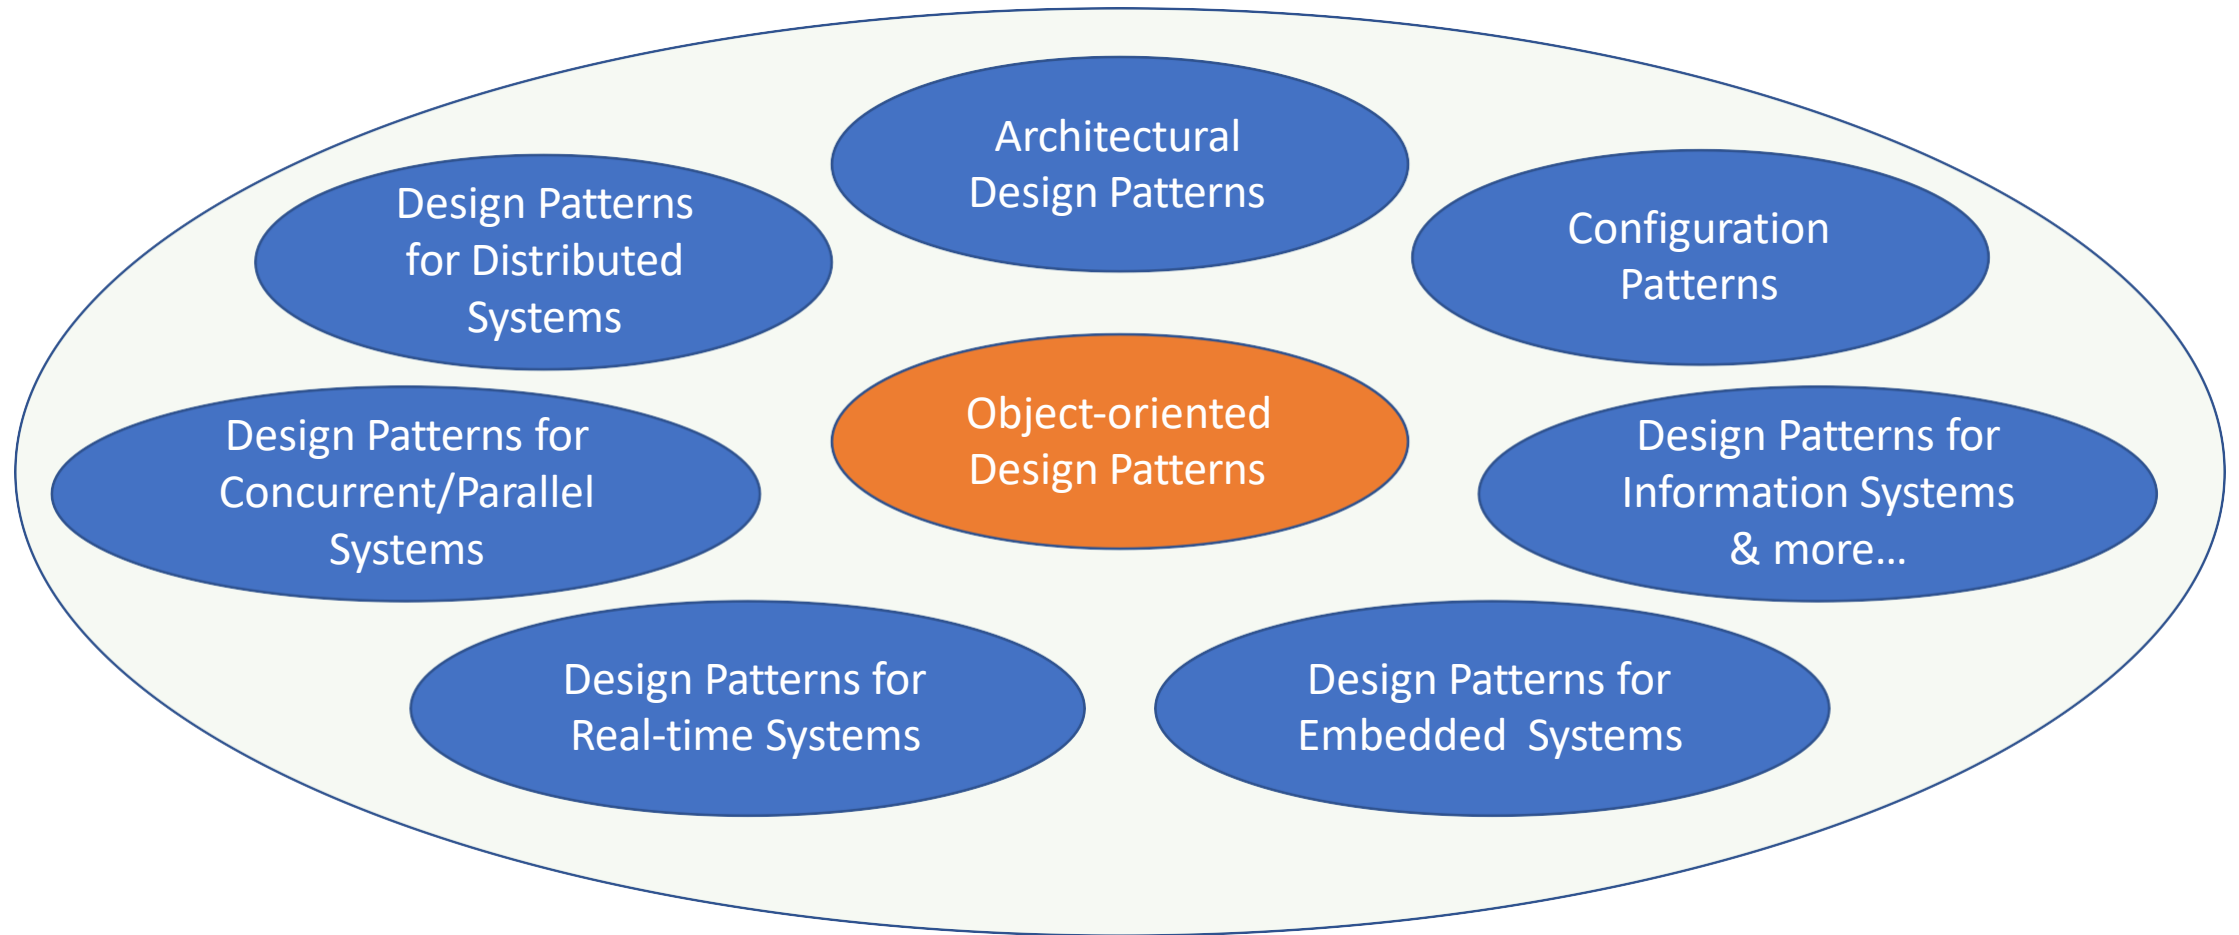 Architectural
Design Patterns
Design Patterns
for Distributed
Systems
Configuration
Patterns
Object-oriented
Design Patterns
Design Patterns for
Concurrent/Parallel
Systems
Design Patterns for
Information Systems
& more...
Design Patterns for
Real-time Systems
Design Patterns for
Embedded  Systems